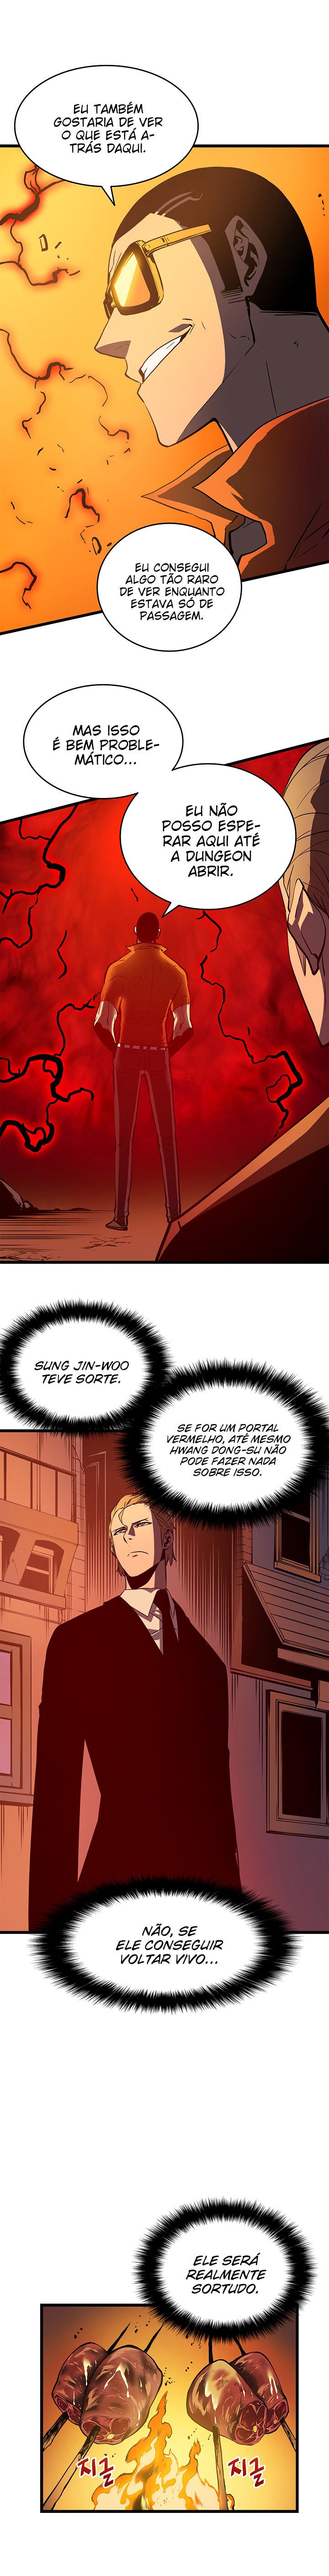 EU TAMBÉM
GOSTARIA DE VER
O QUE ESTÁ A-
TRÁS DAQUI.
EU CONSEGUI
ALGO TÃO RARO
DE VER ENQUANTO
ESTAVA SÓ DE
PASSAGEM.
MAS ISSO
É BEM PROBLE-
MÁTICO...
EU NÃO
POSSO ESPE-
RAR AQUI ATÉ
A DUNGEON
ABRIR.
SUNG JIN-WOO
TEVE SORTE.
SE FOR UM PORTAL
VERMELHO, ATÉ MESMO
HWANG DONG-SU NÃO
PODE FAZER NADA
SOBRE ISSO.
NÃO, SE
ELE CONSEGUIR
VOLTAR VIVO...
ELE SERÁ
REALMENTE
SORTUDO.
지글 지글